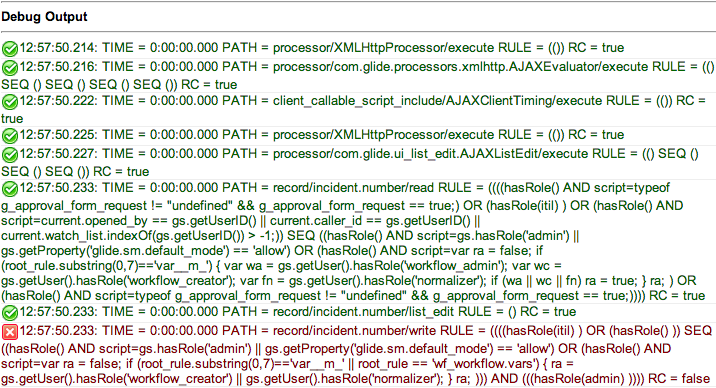 Debug Output
12:57:50.214: TIME = 0:00:00.000 PATH = processor/XMLHttpProcessor/execute RULE = (()) RC = true
12:57:50.216: TIME = 0:00:00.000 PATH = processor/com.glide.processors.xmlhttp.AJAXEvaluator/execute RULE = (()
SEQ () SEQ () SEQ () SEQ ()) RC = true
12:57:50.222: TIME = 0:00:00.000 PATH = client_callable_script_include/AJAXClientTiming/execute RULE = (()) RC =
true
12:57:50.225: TIME = 0:00:00.000 PATH = processor/XMLHttpProcessor/execute RULE = (()) RC = true
12:57:50.227: TIME = 0:00:00.000 PATH = processor/com.glide.ui_list_edit.AJAXListEdit/execute RULE = (() SEQ ()
SEQ () SEQ ()) RC = true
12:57:50.233: TIME = 0:00:00.000 PATH = record/incident.number/read RULE = ((((hasRole() AND script=typeof
g_approval_form_request != "undefined" && g_approval_form_request == true;) OR (hasRole(itil) ) OR (hasRole() AND
script=current.opened_by == gs.getUserID() || current.caller_id == gs.getUserID() ||
current.watch_list.indexOf(gs.getUserID()) > -1;)) SEQ ((hasRole() AND script=gs.hasRole('admin') ||
gs.getProperty('glide.sm.default_mode') == 'allow') OR (hasRole() AND script=var ra = false; if
(root_rule.substring(0,7)=='var__m_') { var wa = gs.getUser().hasRole('workflow_admin'); var wc =
gs.getUser().hasRole('workflow_creator'); var fn = gs.getUser().hasRole('normalizer'); if (wa || wc || fn) ra = true; } ra; ) OR
(hasRole() AND script=typeof g_approval_form_request != "undefined" && g_approval_form_request == true;)))) RC = true
12:57:50.233: TIME = 0:00:00.000 PATH = record/incident.number/list_edit RULE = () RC = true
12:57:50.233: TIME = 0:00:00.000 PATH = record/incident.number/write RULE = ((((hasRole(itil) ) OR (hasRole() )) SEQ
((hasRole() AND script=gs.hasRole('admin') || gs.getProperty('glide.sm.default_mode') == 'allow') OR (hasRole() AND
script=var ra = false; if (root_rule.substring(0,7)=='var__m_' || root_rule == 'wf_workflow.vars') { ra =
gs.getUser().hasRole('workflow_creator') || gs.getUser().hasRole('normalizer'); } ra; ))) AND (((hasRole(admin) )))) RC = false